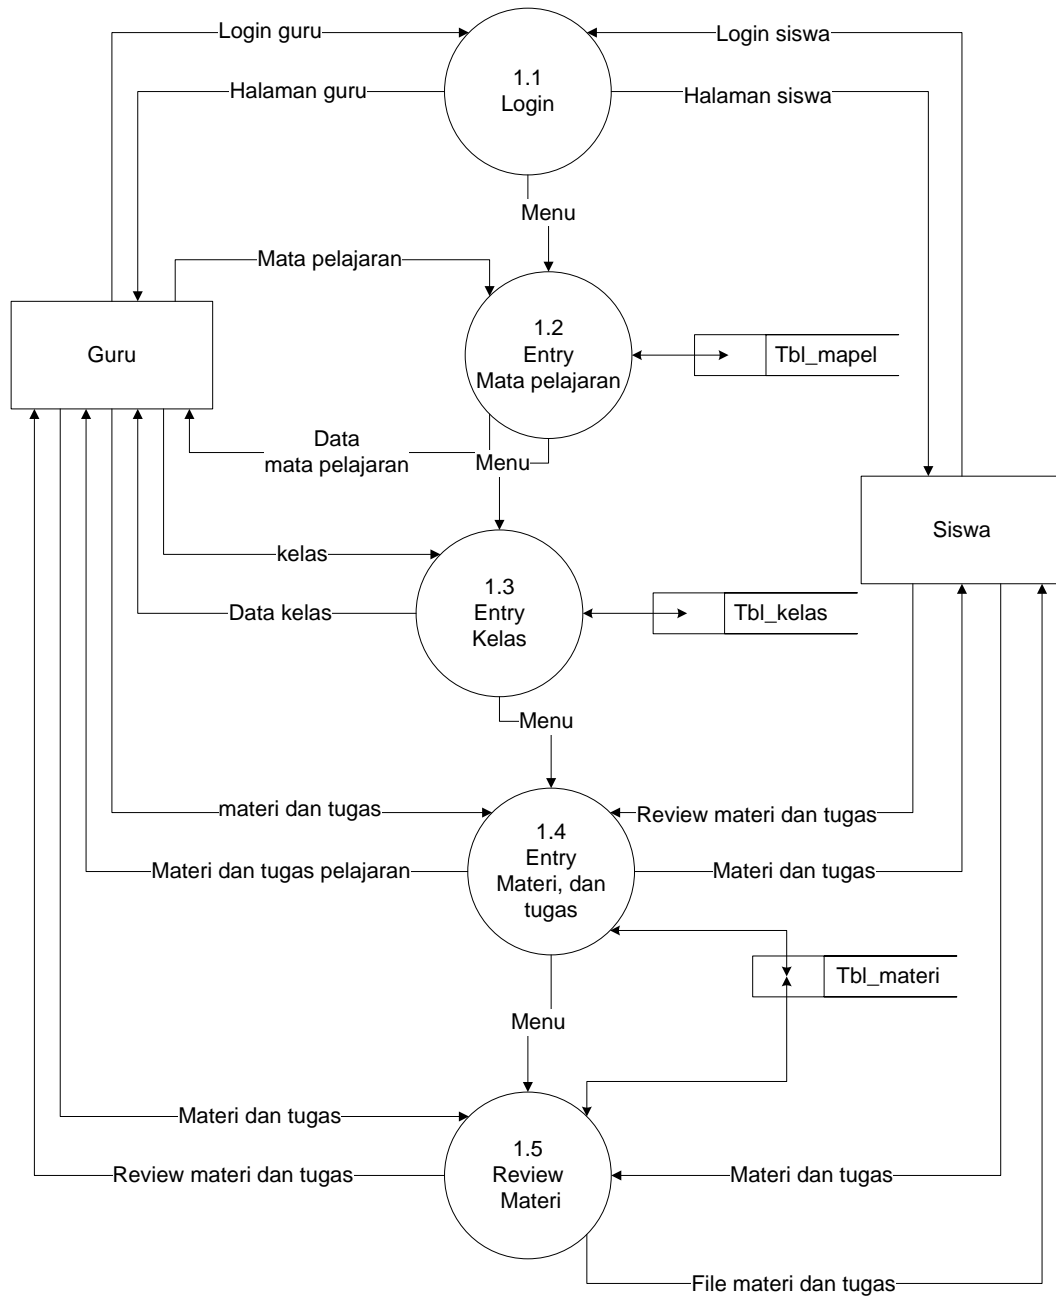 Login guru
Login siswa
1.1
Login
Halaman guru
Halaman siswa
Menu
Mata pelajaran
Guru
1.2
Entry
Mata pelajaran
Tbl_mapel
Data
mata pelajaran
Menu
Siswa
kelas
1.3
Entry
Kelas
Data kelas
Tbl_kelas
Menu
materi dan tugas
Review materi dan tugas
1.4
Entry
Materi, dan
tugas
Materi dan tugas pelajaran
Materi dan tugas
Tbl_materi
Menu
Materi dan tugas
1.5
Review
Materi
Review materi dan tugas
Materi dan tugas
File materi dan tugas